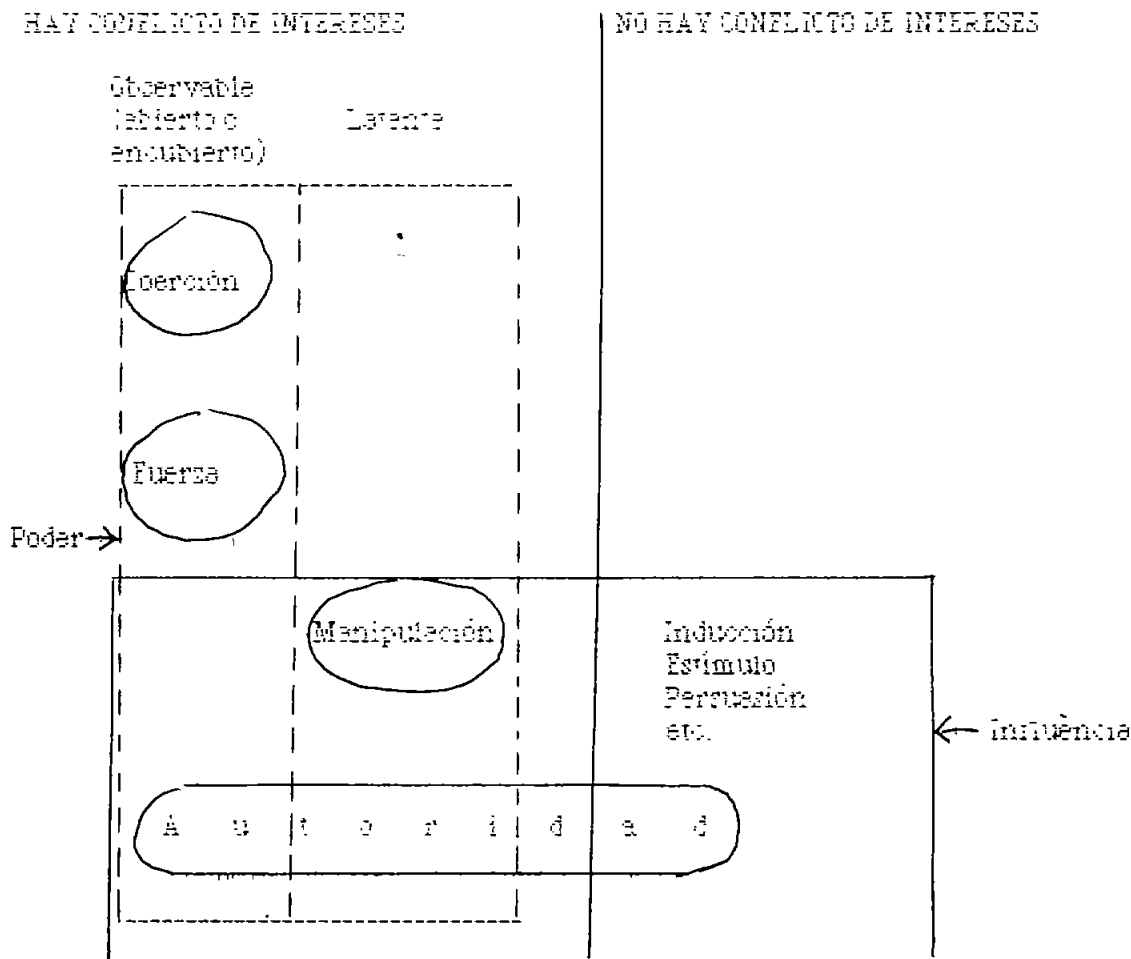 HAY CONFLICTO DE INTERESES
NO HAY CONFLICTO DE INTERESES
Observable
(abierto o
encubierto)
Latente
Coerción
Fuerza
Poder
Manipulación
Inducción
Estímulo
Persuasión
etc.
Influència
A u t o r i d a d